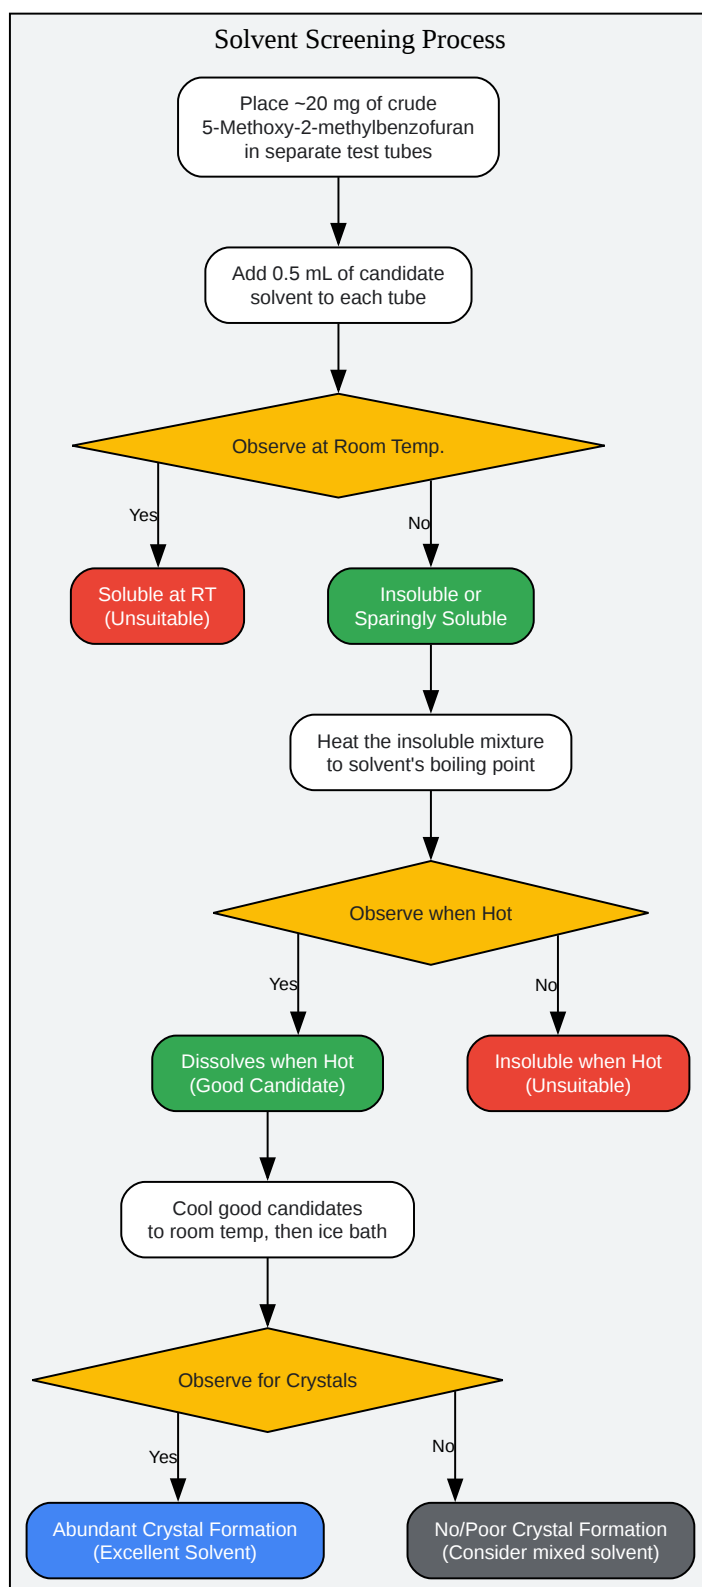 Solvent Screening Process
Place ~20 mg of crude
5-Methoxy-2-methylbenzofuran
in separate test tubes
Add 0.5 mL of candidate
solvent to each tube
Observe at Room Temp.
Yes
No
Soluble at RT
(Unsuitable)
Insoluble or
Sparingly Soluble
Heat the insoluble mixture
to solvent's boiling point
Observe when Hot
Yes
No
Dissolves when Hot
(Good Candidate)
Insoluble when Hot
(Unsuitable)
Cool good candidates
to room temp, then ice bath
Observe for Crystals
Yes
No
Abundant Crystal Formation
(Excellent Solvent)
No/Poor Crystal Formation
(Consider mixed solvent)